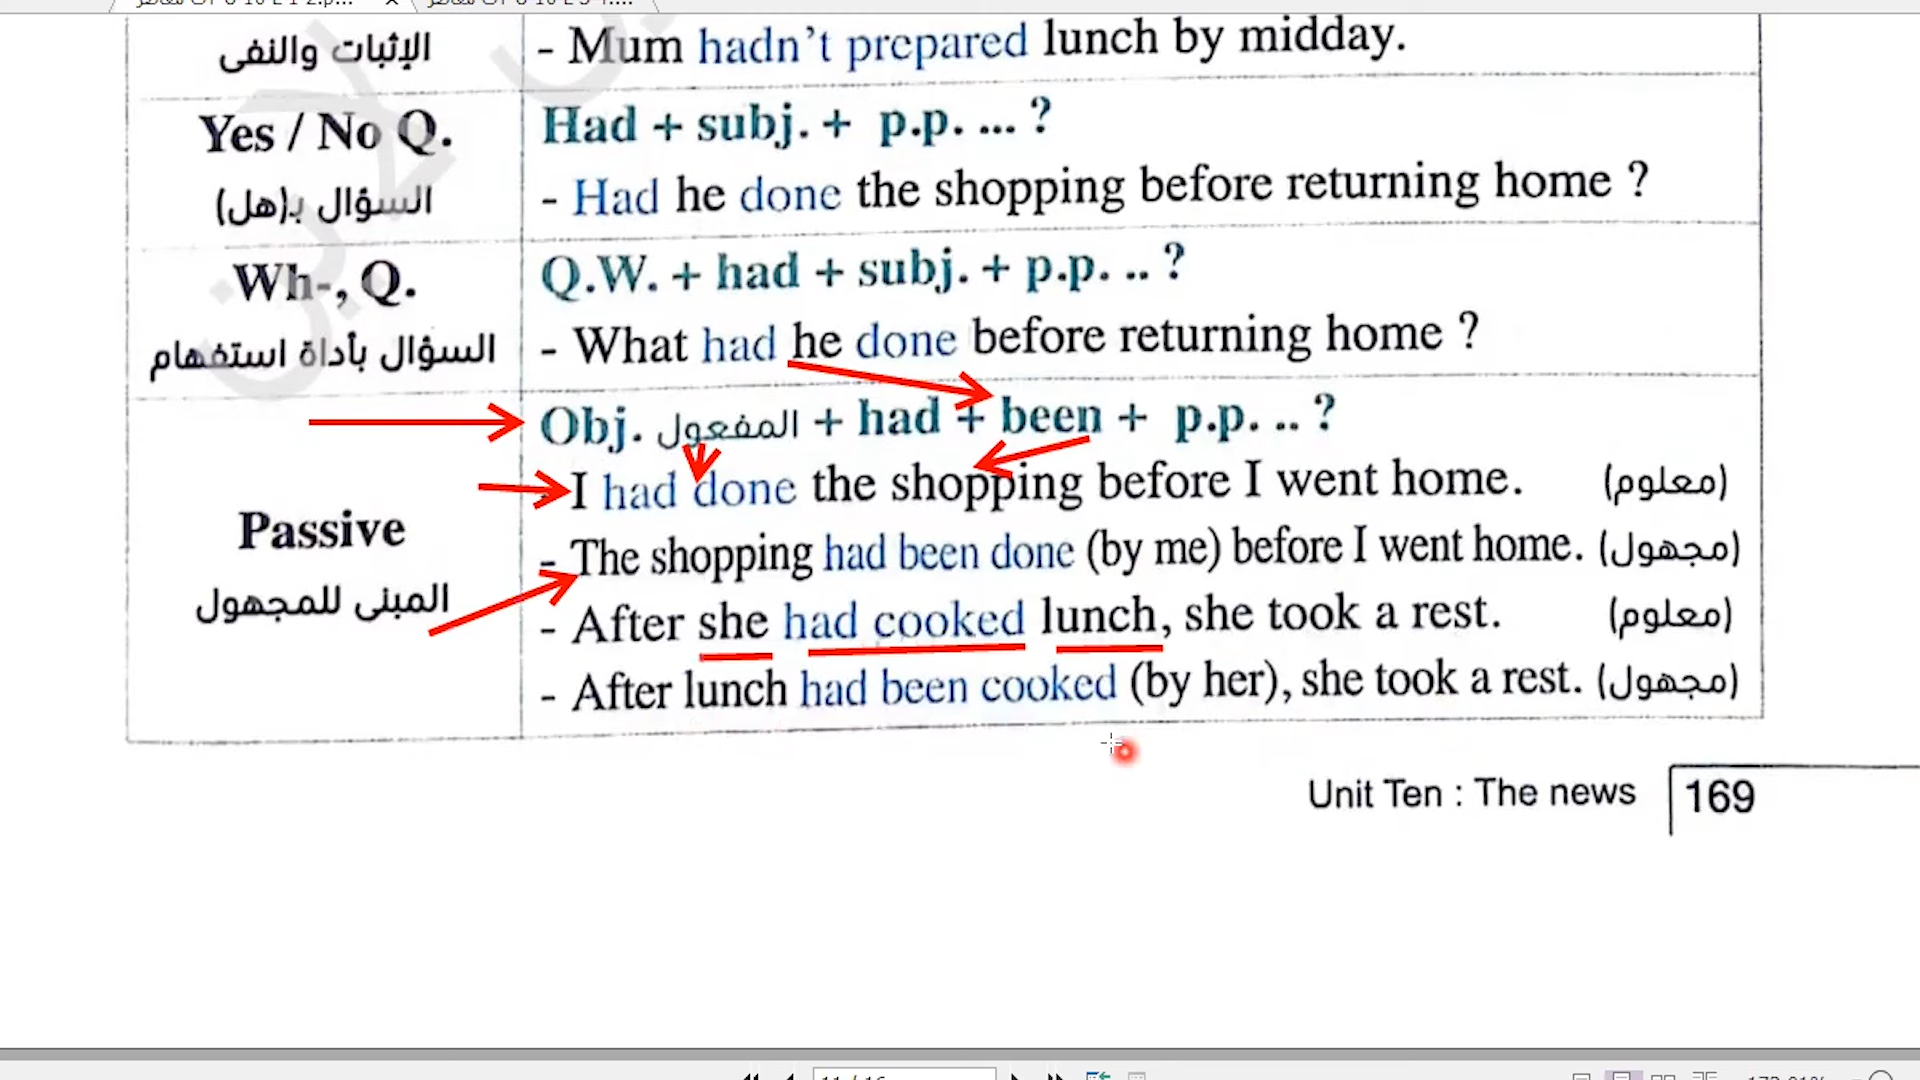 الإثبات والنفى
- Mum hadn't prepared lunch by midday.
Yes / No Q.
السؤال بـ(هل)
Had + subj. + p.p. ... ?
- Had he done the shopping before returning home ?
Wh-, Q.
السؤال بأداة استفهام
Q.W. + had + subj. + p.p. .. ?
- What had he done before returning home ?
Passive
المبنى للمجهول
Obj. المفعول + had + been + p.p. .. ?
- I had done the shopping before I went home. (معلوم)
- The shopping had been done (by me) before I went home. (مجهول)
- After she had cooked lunch, she took a rest. (معلوم)
- After lunch had been cooked (by her), she took a rest. (مجهول)
Unit Ten : The news 169